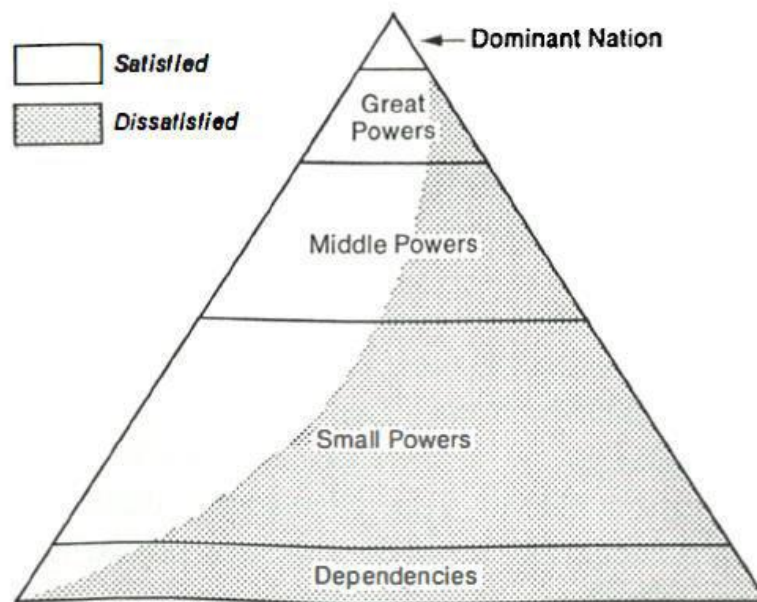 Dominant Nation
Satisfied
Dissatisfied
Great
Powers
Middle Powers
Small Powers
Dependencies